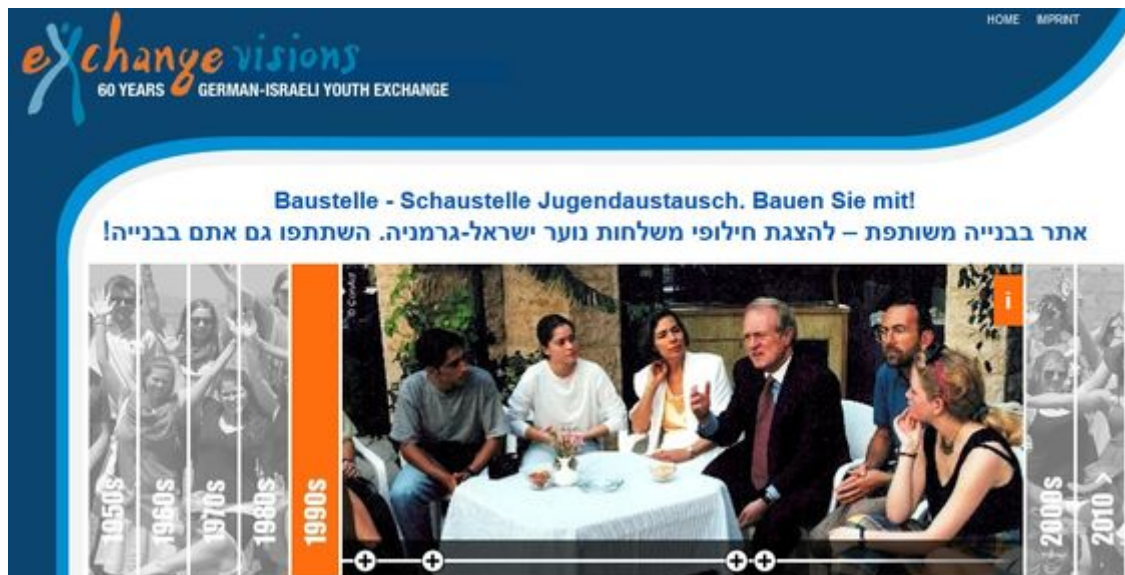 HOME IMPRINT
exchange visions
60 YEARS GERMAN-ISRAELI YOUTH EXCHANGE
Baustelle - Schaustelle Jugendaustausch. Bauen Sie mit!
אתר בבנייה משותפת – להצגת חילופי משלחות נוער ישראל-גרמניה. השתתפו גם אתם בבנייה!
© ConAct
i
1950s
1960s
1970s
1980s
1990s
2000s
2010 >